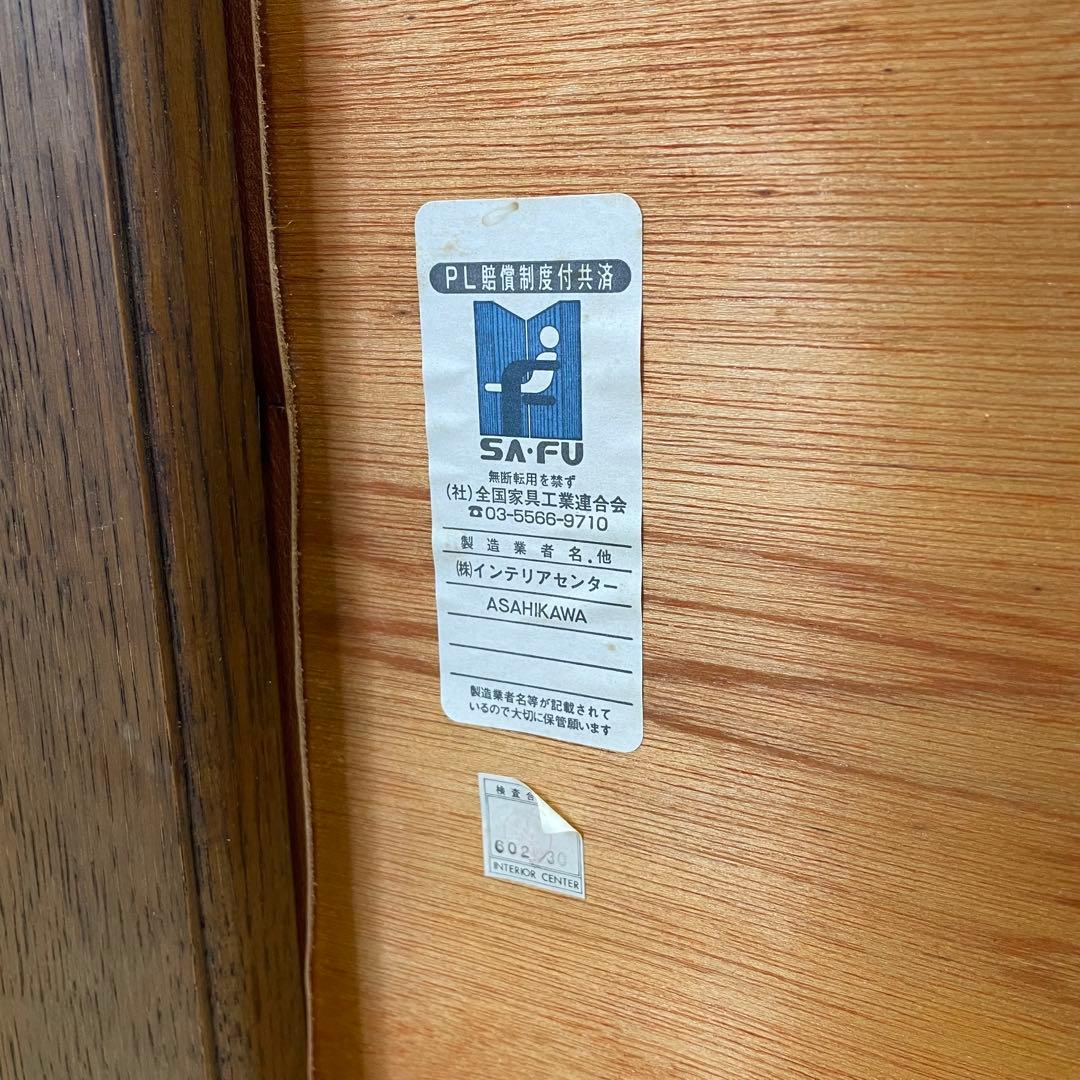 PL賠償制度付共済
SA・FU
無断転用を禁ず
(社)全国家具工業連合会
☎03-5566-9710
製造業者名.他
(株)インテリアセンター
ASAHIKAWA
製造業者名等が記載されて
いるので大切に保管願います
検査合
602 30
INTERIOR CENTER